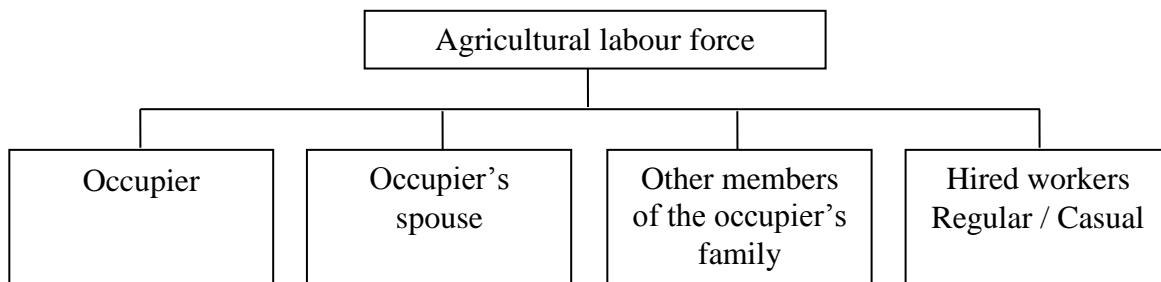 Agricultural labour force
Occupier
Occupier’s
spouse
Other members
of the occupier’s
family
Hired workers
Regular / Casual